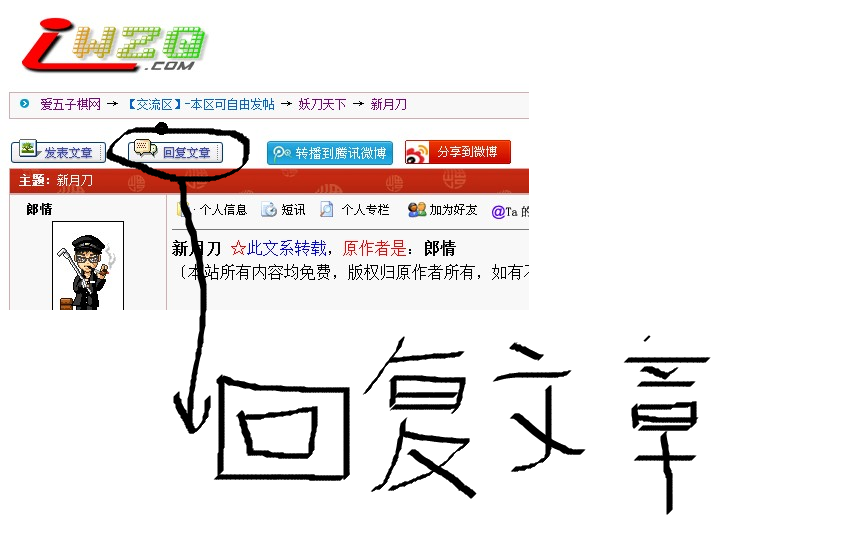 iWZQ
.COM
爱五子棋网 → 【交流区】-本区可自由发帖 → 妖刀天下 → 新月刀
发表文章 回复文章 转播到腾讯微博 分享到微博
主题：新月刀
郎情 个人信息 短讯 个人专栏 加为好友 @Ta 的
新月刀 ☆此文系转载，原作者是：郎情
〔本站所有内容均免费，版权归原作者所有，如有
回复文章